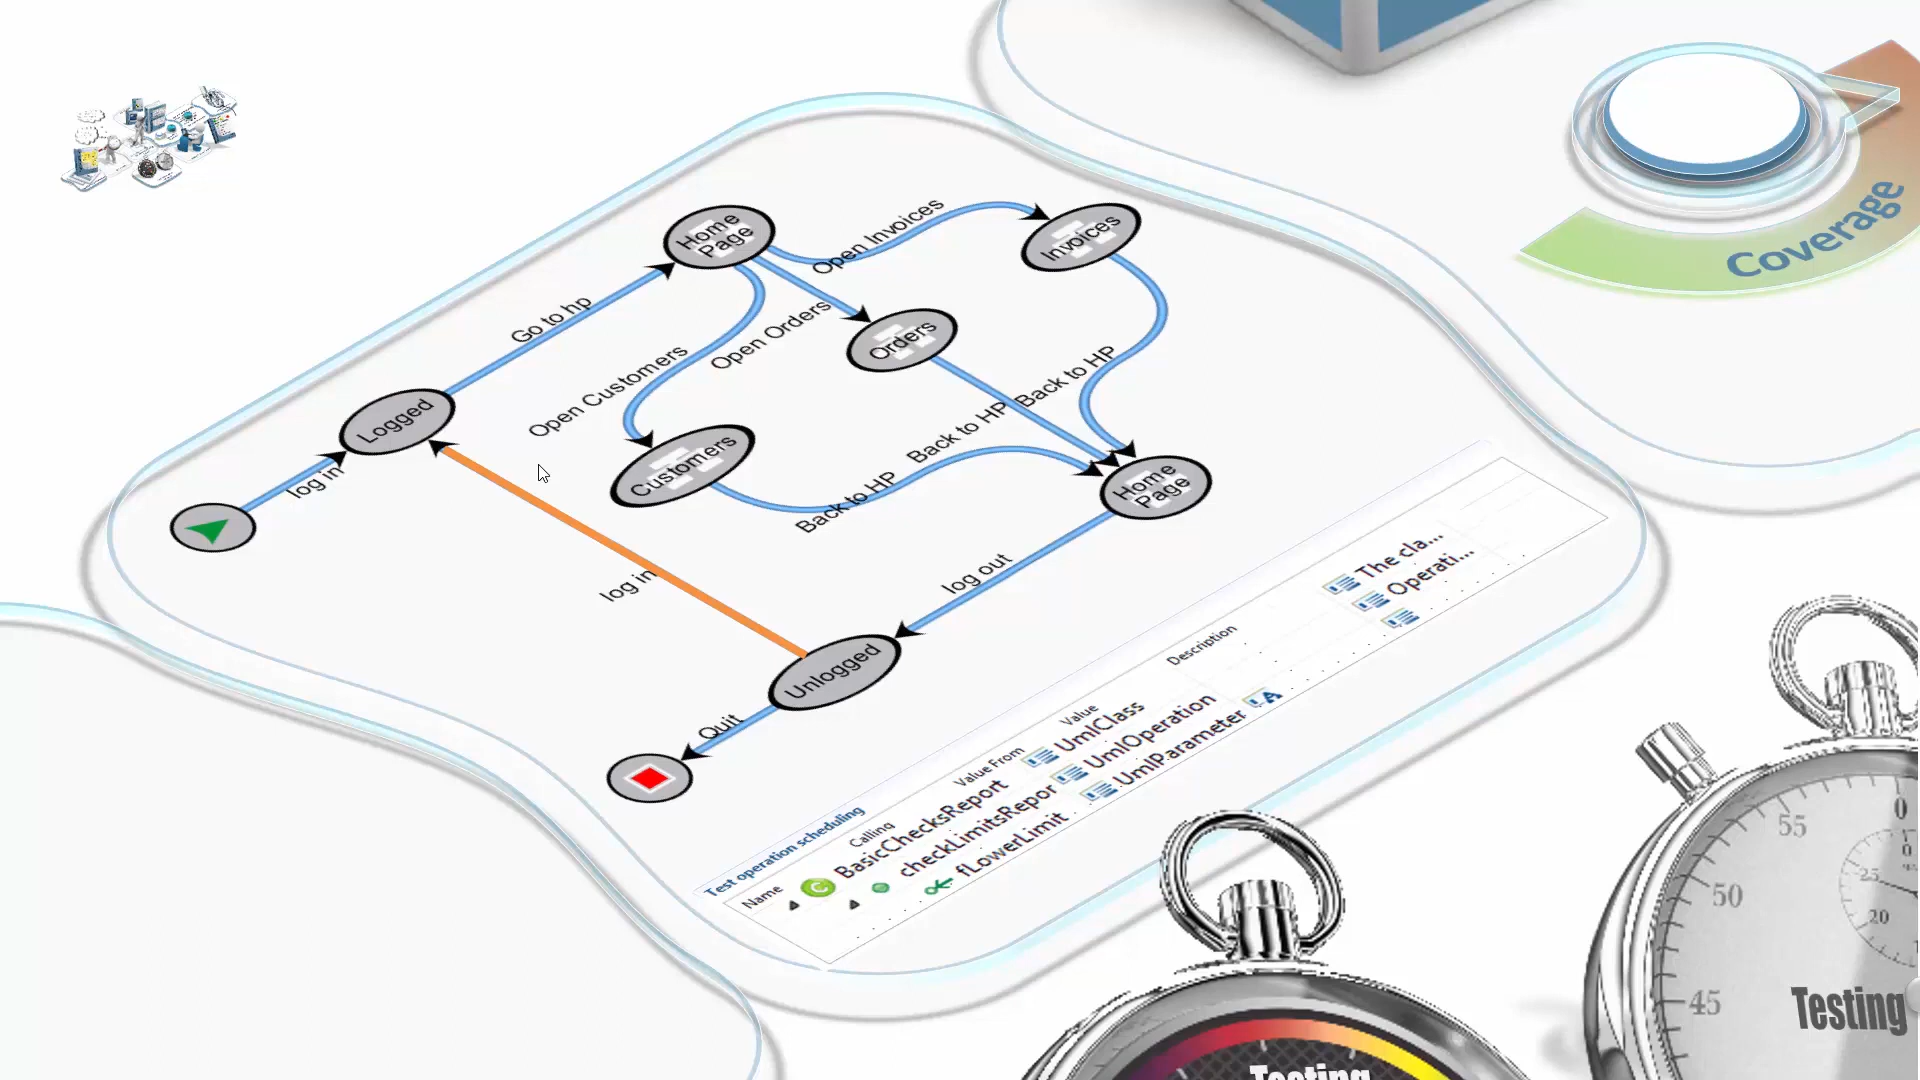 Coverage
Home
Page
Open Invoices
Invoices
Go to hp
Open Orders
Orders
Open Customers
Back to HP
Logged
Customers
Back to HP
Home
Page
log in
Back to HP
log in
log out
Unlogged
Quit
Test operation scheduling
Name
Calling
Value From
Value
Description
BasicChecksReport
UmlClass
The cla...
checkLimitsRepor
UmlOperation
Operati...
fLowerLimit
UmlParameter
0
55
50
45
0
25
20
Testing
Testing